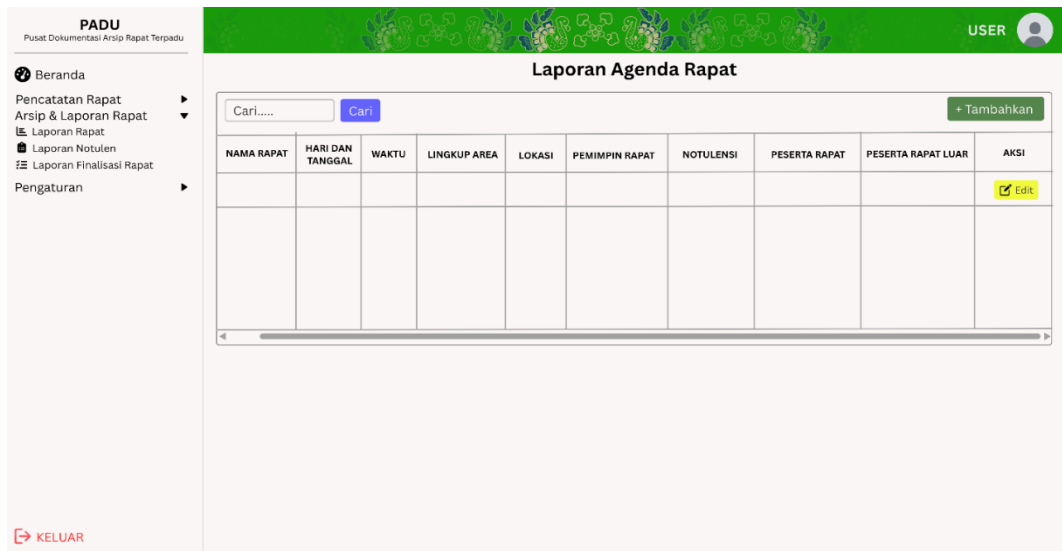 PADU
Pusat Dokumentasi Arsip Rapat Terpadu
USER
Beranda
Pencatatan Rapat
Arsip & Laporan Rapat
Laporan Rapat
Laporan Notulen
Laporan Finalisasi Rapat
Pengaturan
KELUAR
Laporan Agenda Rapat
Cari.....
Cari
+ Tambahkan
NAMA RAPAT
HARI DAN
TANGGAL
WAKTU
LINGKUP AREA
LOKASI
PEMIMPIN RAPAT
NOTULENSI
PESERTA RAPAT
PESERTA RAPAT LUAR
AKSI
Edit